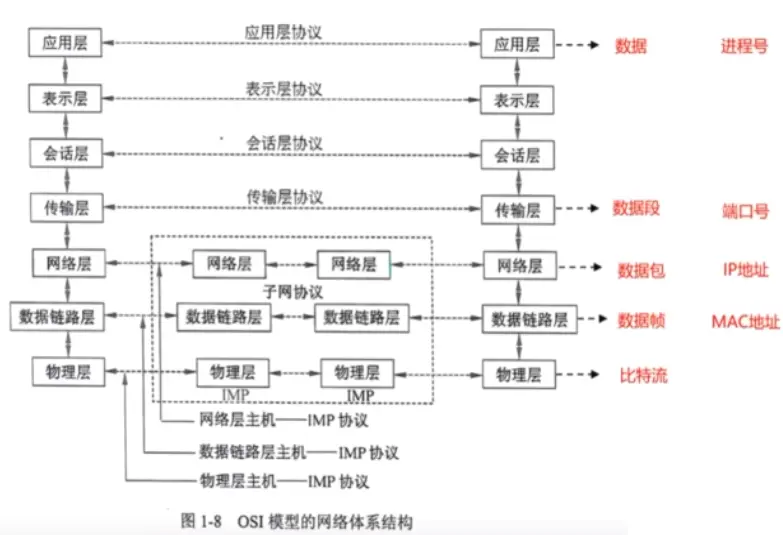 应用层协议
应用层 应用层 数据 进程号
表示层协议
表示层 表示层
会话层协议
会话层 会话层
传输层协议
传输层 传输层 数据段 端口号
网络层 网络层 网络层 网络层 数据包 IP地址
子网协议
数据链路层 数据链路层 数据链路层 数据链路层 数据帧 MAC地址
物理层 物理层 物理层 物理层 比特流
IMP IMP
网络层主机——IMP 协议
数据链路层主机——IMP 协议
物理层主机——IMP 协议
图 1-8 OSI 模型的网络体系结构